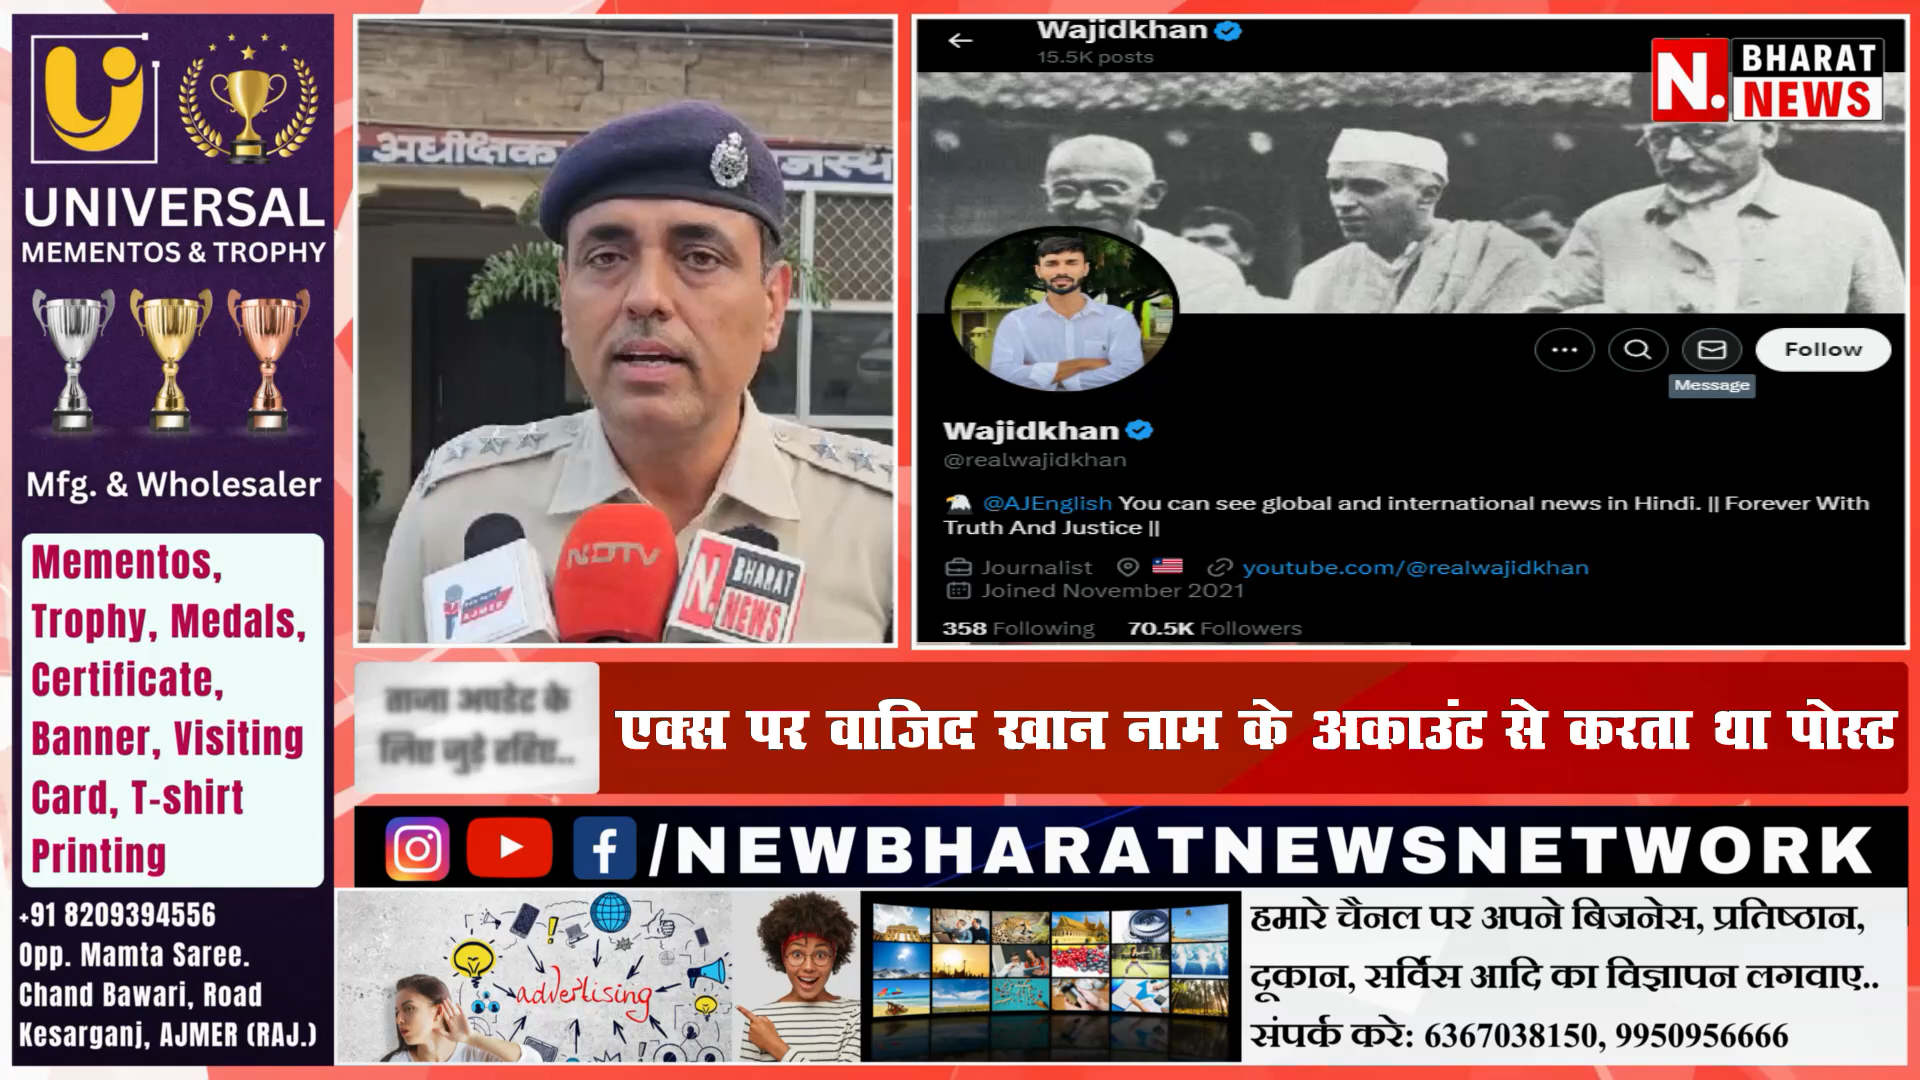 UNIVERSAL
MEMENTOS & TROPHY
Mfg. & Wholesaler
Mementos,
Trophy, Medals,
Certificate,
Banner, Visiting
Card, T-shirt
Printing
+91 8209394556
Opp. Mamta Saree.
Chand Bawari, Road
Kesarganj, AJMER (RAJ.)
अधीक्षक
NDTV
AJMER
N. BHARAT
NEWS
Wajidkhan
15.5K posts
N. BHARAT
NEWS
Follow
Message
Wajidkhan
@realwajidkhan
@AJEnglish You can see global and international news in Hindi. || Forever With
Truth And Justice ||
Journalist youtube.com/@realwajidkhan
Joined November 2021
358 Following 70.5K Followers
ताजा अपडेट के
लिए जुड़े रहिए..
एक्स पर वाजिद खान नाम के अकाउंट से करता था पोस्ट
/NEWBHARATNEWSNETWORK
advertising
हमारे चैनल पर अपने बिजनेस, प्रतिष्ठान,
दूकान, सर्विस आदि का विज्ञापन लगवाए..
संपर्क करे: 6367038150, 9950956666